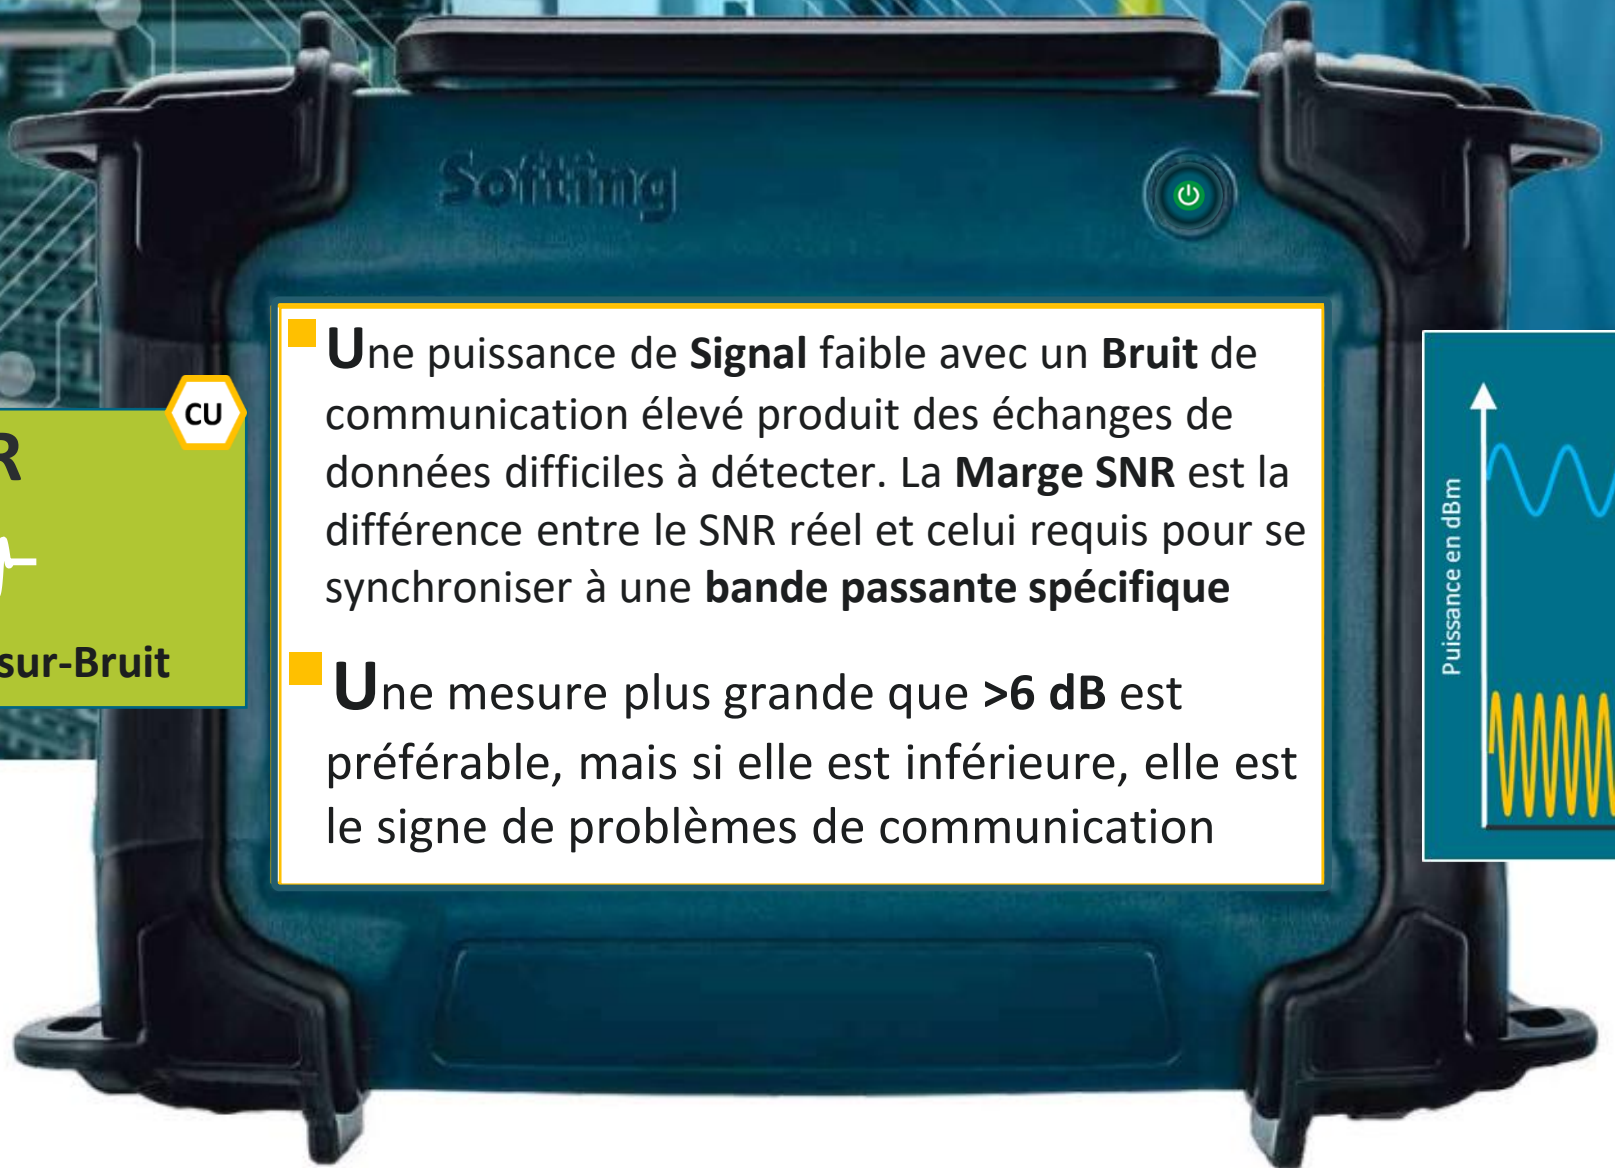 Softing
CU
R
sur-Bruit
Une puissance de Signal faible avec un Bruit de
communication élevé produit des échanges de
données difficiles à détecter. La Marge SNR est la
différence entre le SNR réel et celui requis pour se
synchroniser à une bande passante spécifique
Une mesure plus grande que >6 dB est
préférable, mais si elle est inférieure, elle est
le signe de problèmes de communication
Puissance en dBm